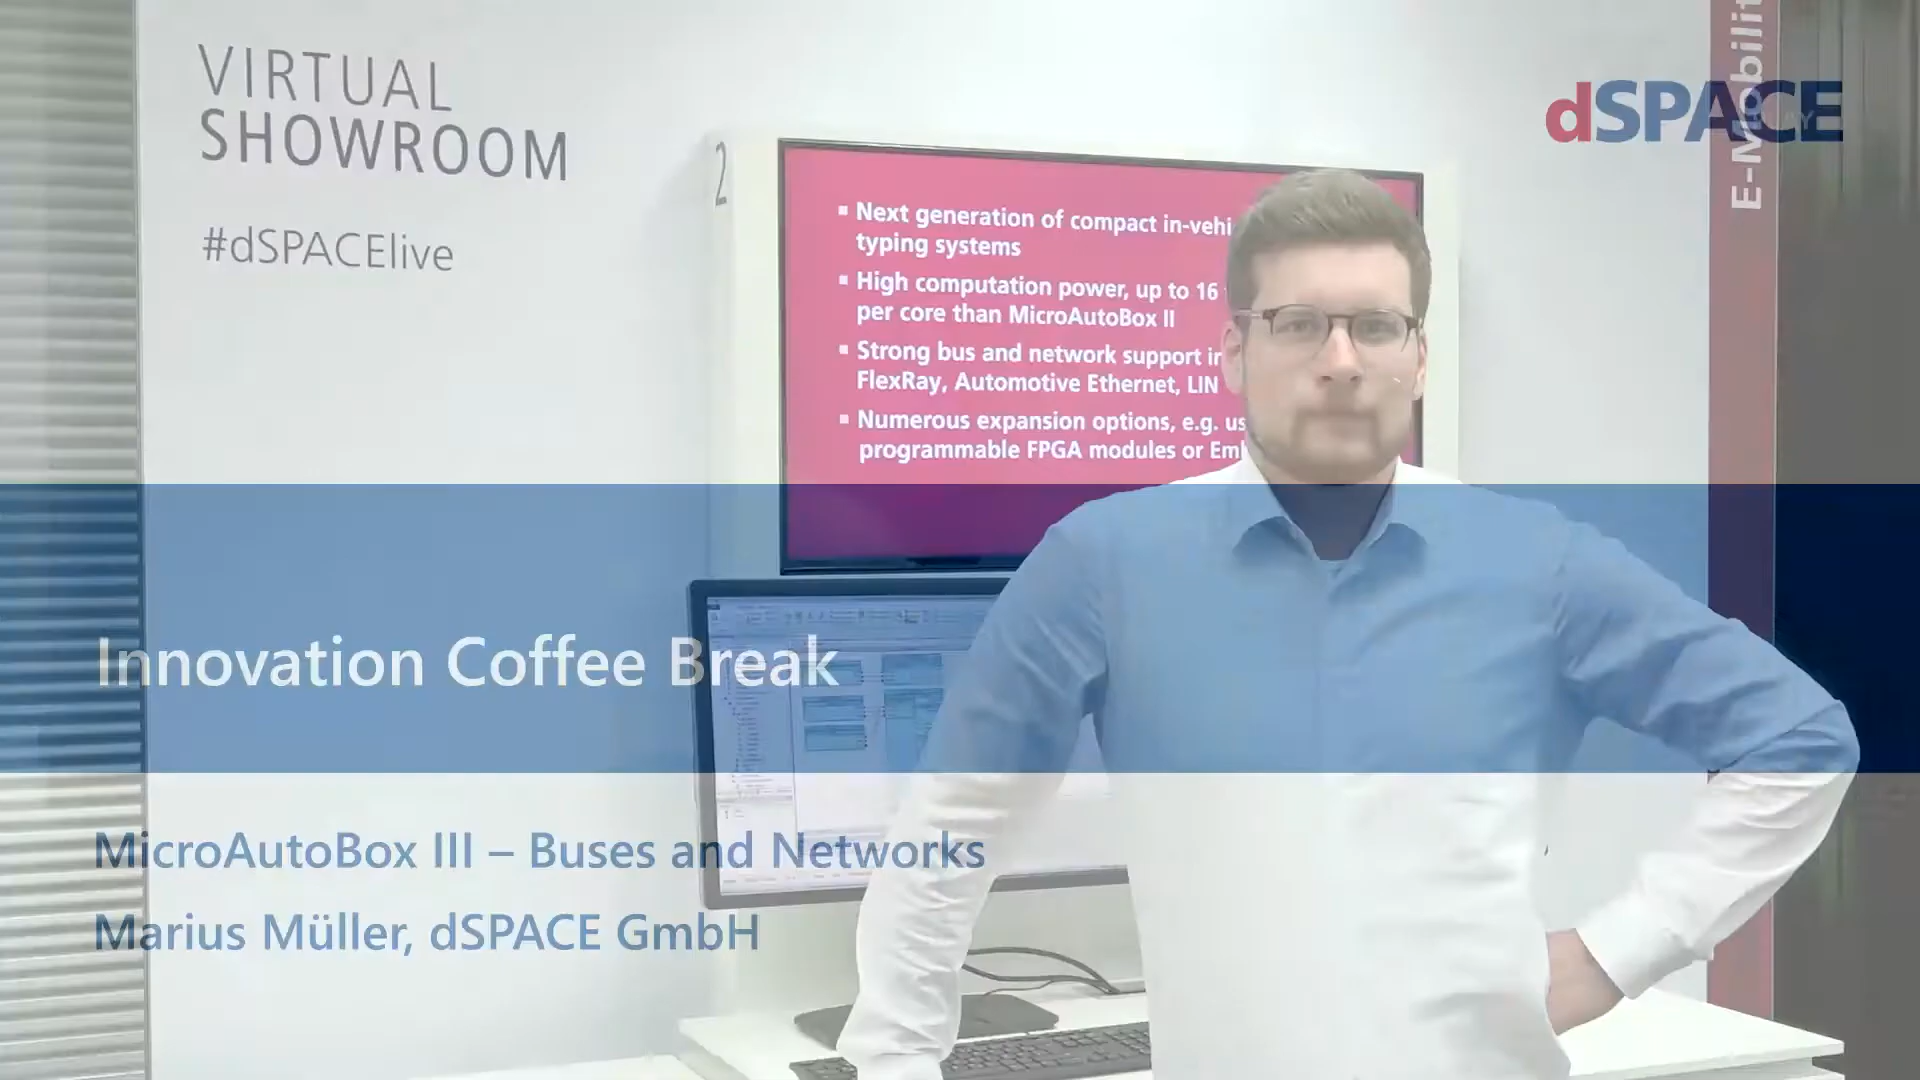 VIRTUAL
SHOWROOM
#dSPACElive
2
dSPACE
E-Mobilit
Next generation of compact in-vehi
typing systems
High computation power, up to 16
per core than MicroAutoBox II
Strong bus and network support in
FlexRay, Automotive Ethernet, LIN
Numerous expansion options, e.g. us
programmable FPGA modules or Em
Innovation Coffee Break
MicroAutoBox III – Buses and Networks
Marius Müller, dSPACE GmbH